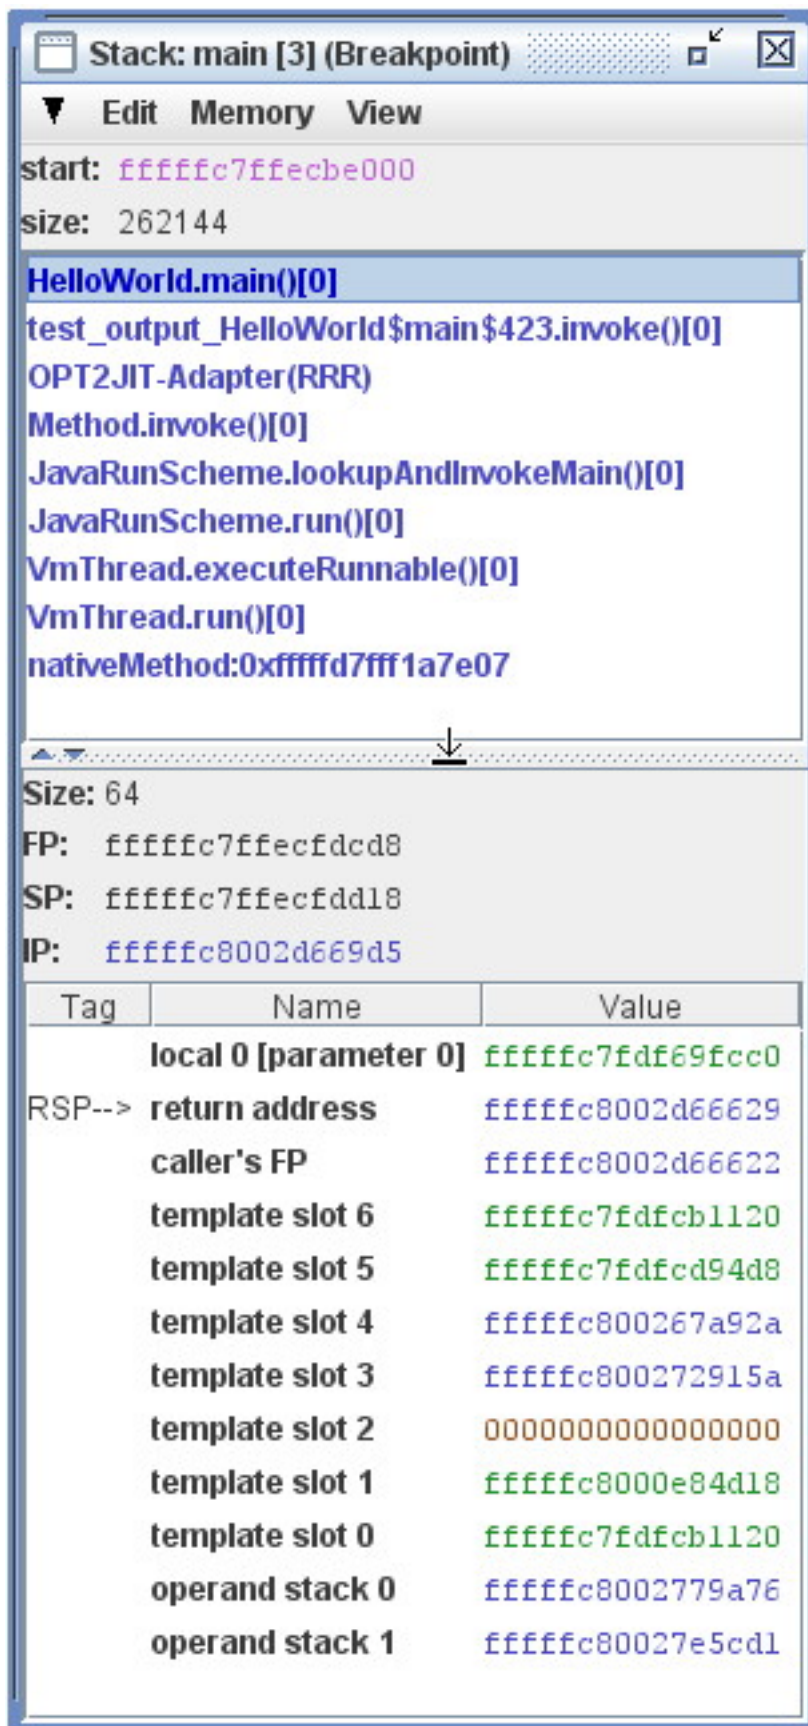 Stack: main [3] (Breakpoint)
Edit Memory View
start: fffffc7ffecbe000
size: 262144
HelloWorld.main()[0]
test_output_HelloWorld$main$423.invoke()[0]
OPT2JIT-Adapter(RRR)
Method.invoke()[0]
JavaRunScheme.lookupAndInvokeMain()[0]
JavaRunScheme.run()[0]
VmThread.executeRunnable()[0]
VmThread.run()[0]
nativeMethod:0xfffffd7fff1a7e07
Size: 64
FP: fffffc7ffecfdcd8
SP: fffffc7ffecfdd18
IP: fffffc8002d669d5
Tag Name Value
local 0 [parameter 0] fffffc7fdf69fcc0
RSP--> return address fffffc8002d66629
caller's FP fffffc8002d66622
template slot 6 fffffc7fdfcb1120
template slot 5 fffffc7fdfcd94d8
template slot 4 fffffc800267a92a
template slot 3 fffffc800272915a
template slot 2 0000000000000000
template slot 1 fffffc8000e84d18
template slot 0 fffffc7fdfcb1120
operand stack 0 fffffc8002779a76
operand stack 1 fffffc80027e5cd1